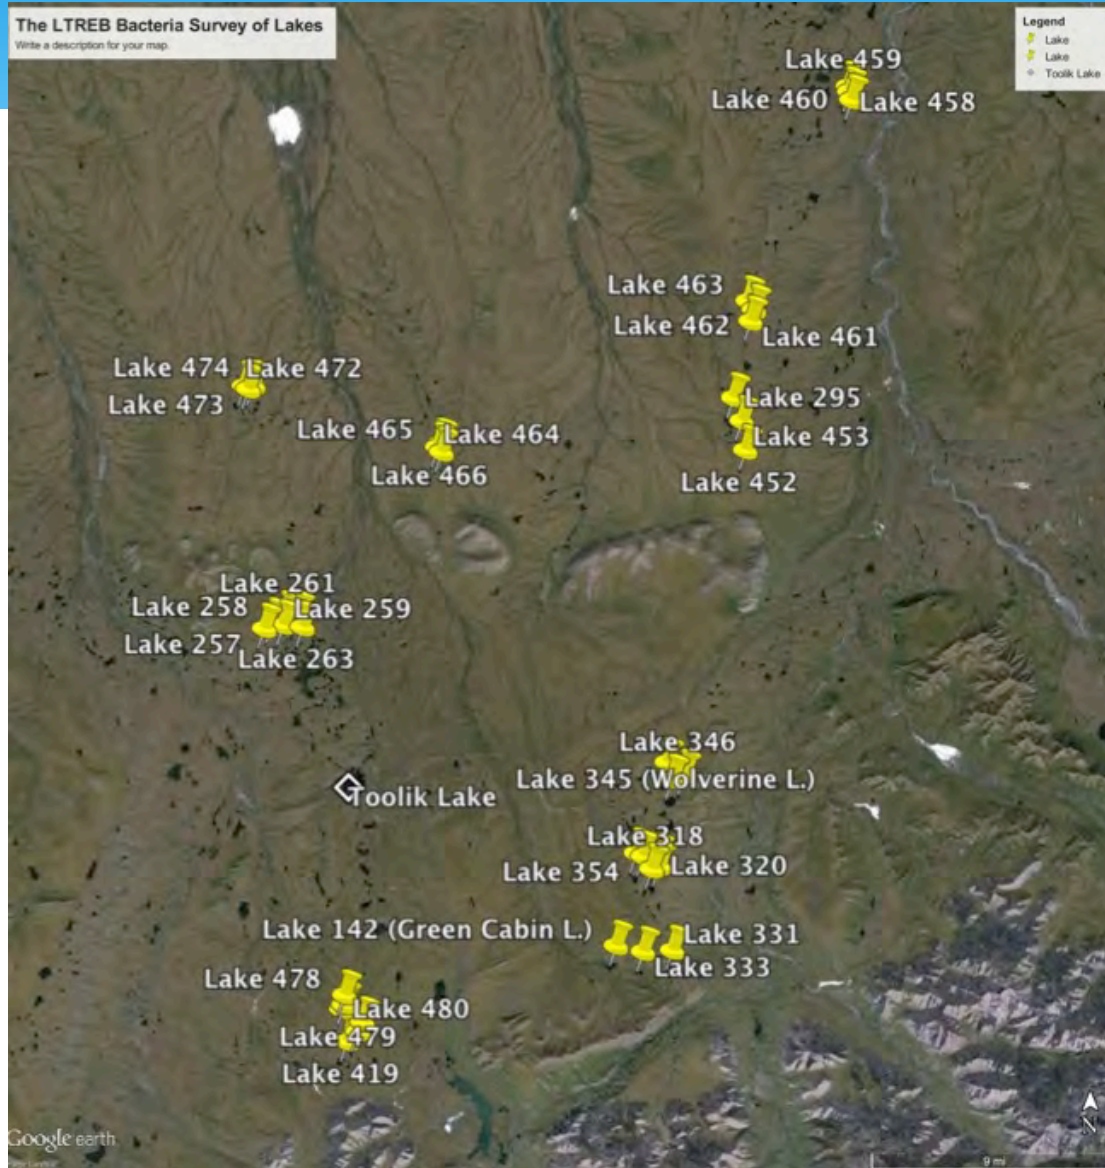 The LTREB Bacteria Survey of Lakes
Write a description for your map.
Legend
Lake
Lake
Toolik Lake
Lake 459
Lake 460
Lake 458
Lake 463
Lake 462
Lake 461
Lake 474
Lake 472
Lake 473
Lake 295
Lake 465
Lake 464
Lake 453
Lake 466
Lake 452
Lake 261
Lake 258
Lake 259
Lake 257
Lake 263
Lake 346
Lake 345 (Wolverine L.)
Toolik Lake
Lake 318
Lake 354
Lake 320
Lake 142 (Green Cabin L.)
Lake 331
Lake 333
Lake 478
Lake 480
Lake 479
Lake 419
Google earth
N
9 mi